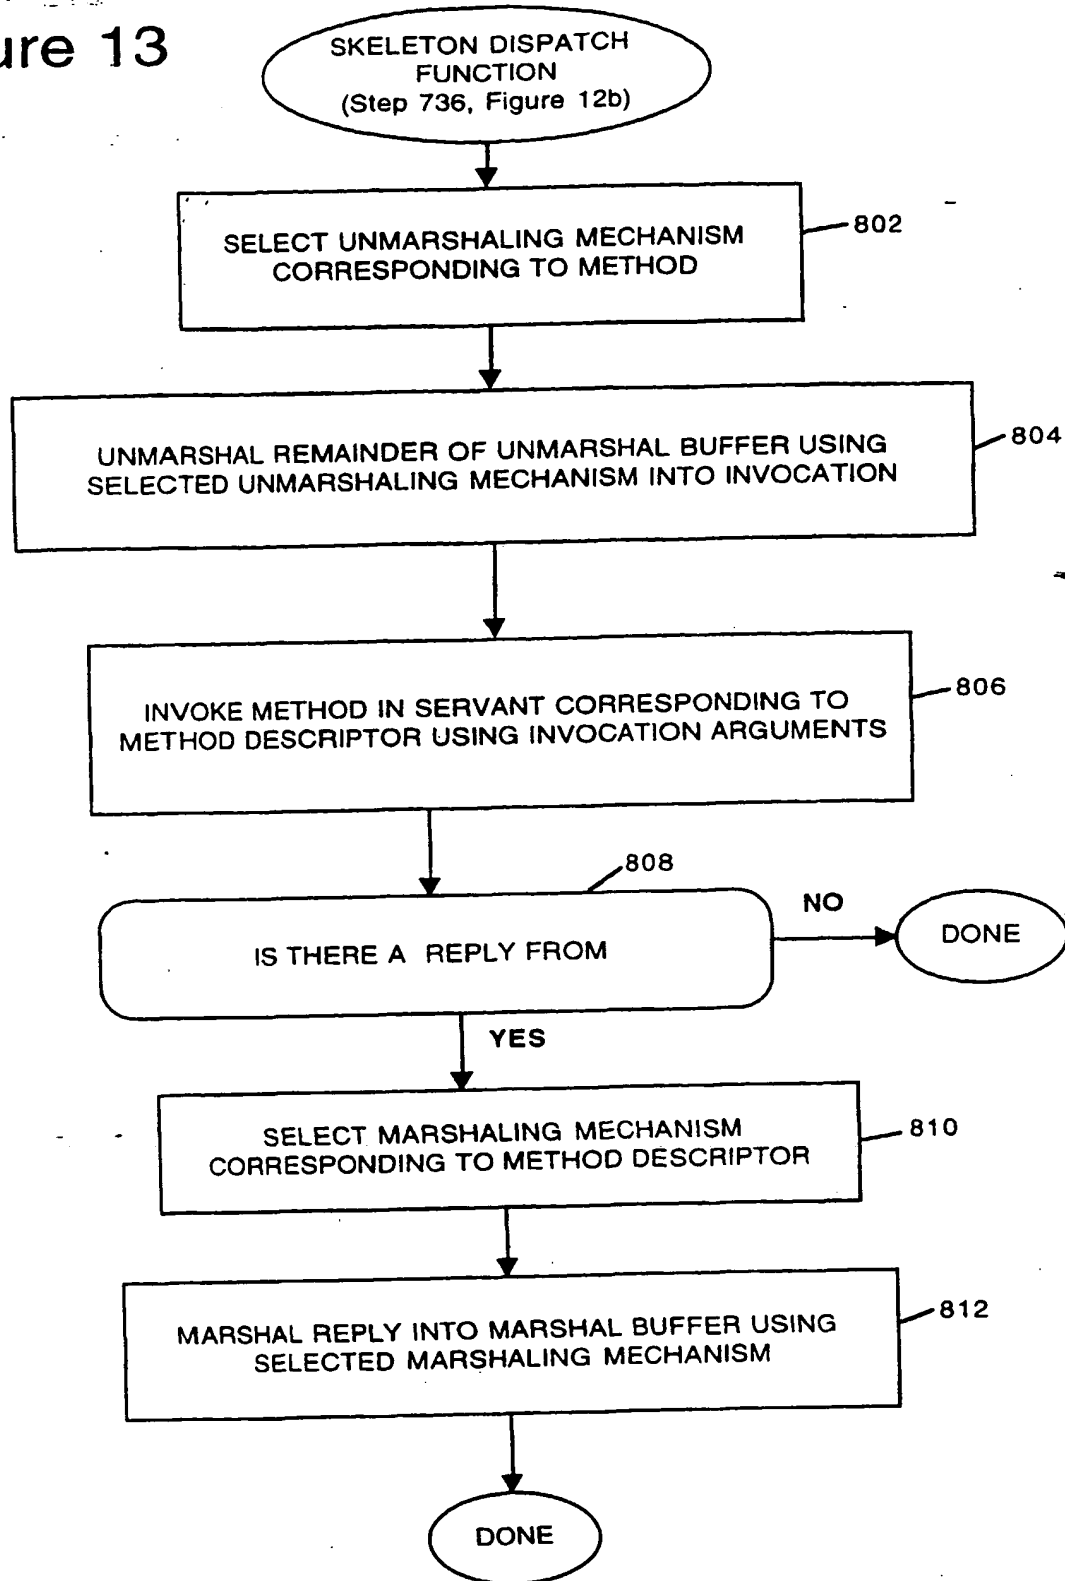 ure 13
SKELETON DISPATCH
FUNCTION
(Step 736, Figure 12b)
SELECT UNMARSHALING MECHANISM
CORRESPONDING TO METHOD
802
UNMARSHAL REMAINDER OF UNMARSHAL BUFFER USING
SELECTED UNMARSHALING MECHANISM INTO INVOCATION
804
INVOKE METHOD IN SERVANT CORRESPONDING TO
METHOD DESCRIPTOR USING INVOCATION ARGUMENTS
806
808
IS THERE A REPLY FROM
NO
DONE
YES
SELECT MARSHALING MECHANISM
CORRESPONDING TO METHOD DESCRIPTOR
810
MARSHAL REPLY INTO MARSHAL BUFFER USING
SELECTED MARSHALING MECHANISM
812
DONE